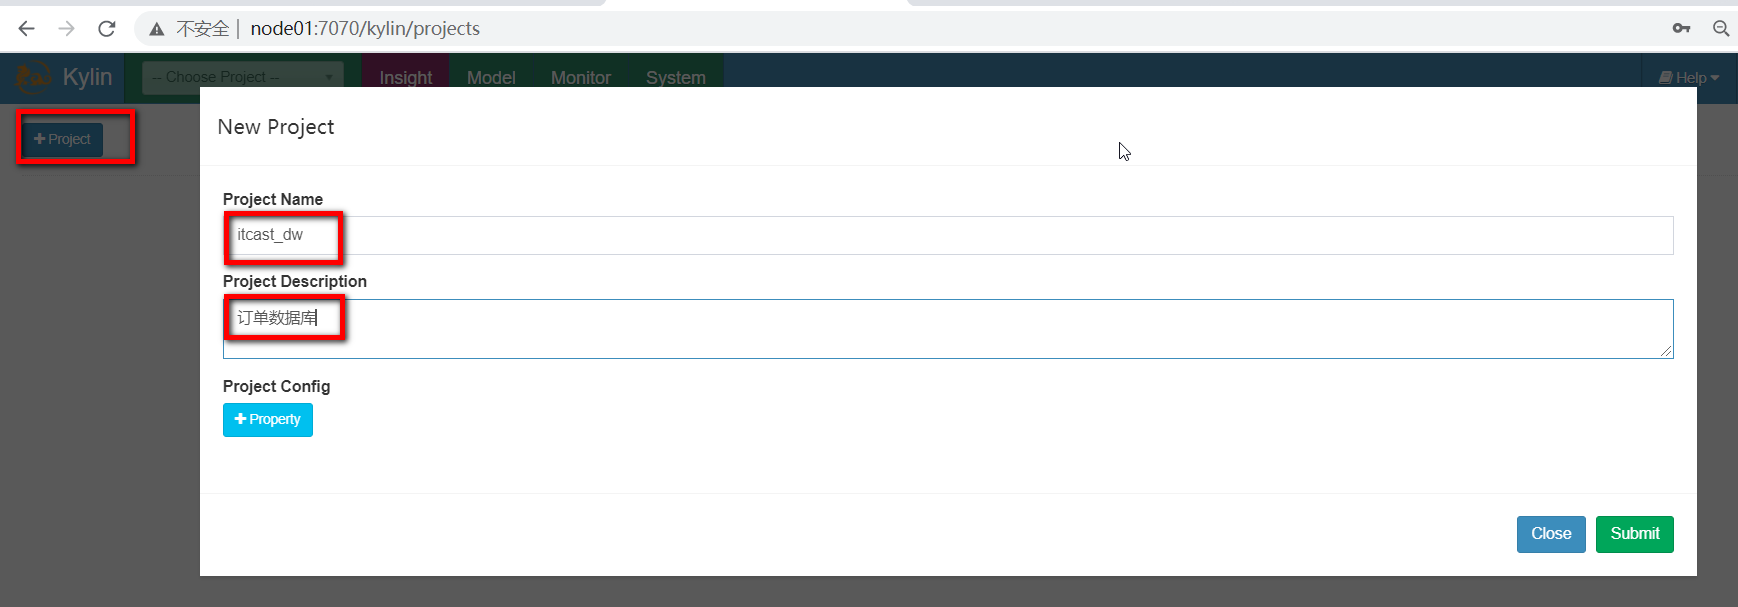 不安全 | node01:7070/kylin/projects
Kylin
-- Choose Project --
Insight
Model
Monitor
System
Help
Project
New Project
Project Name
itcast_dw
Project Description
订单数据库
Project Config
Property
Close
Submit